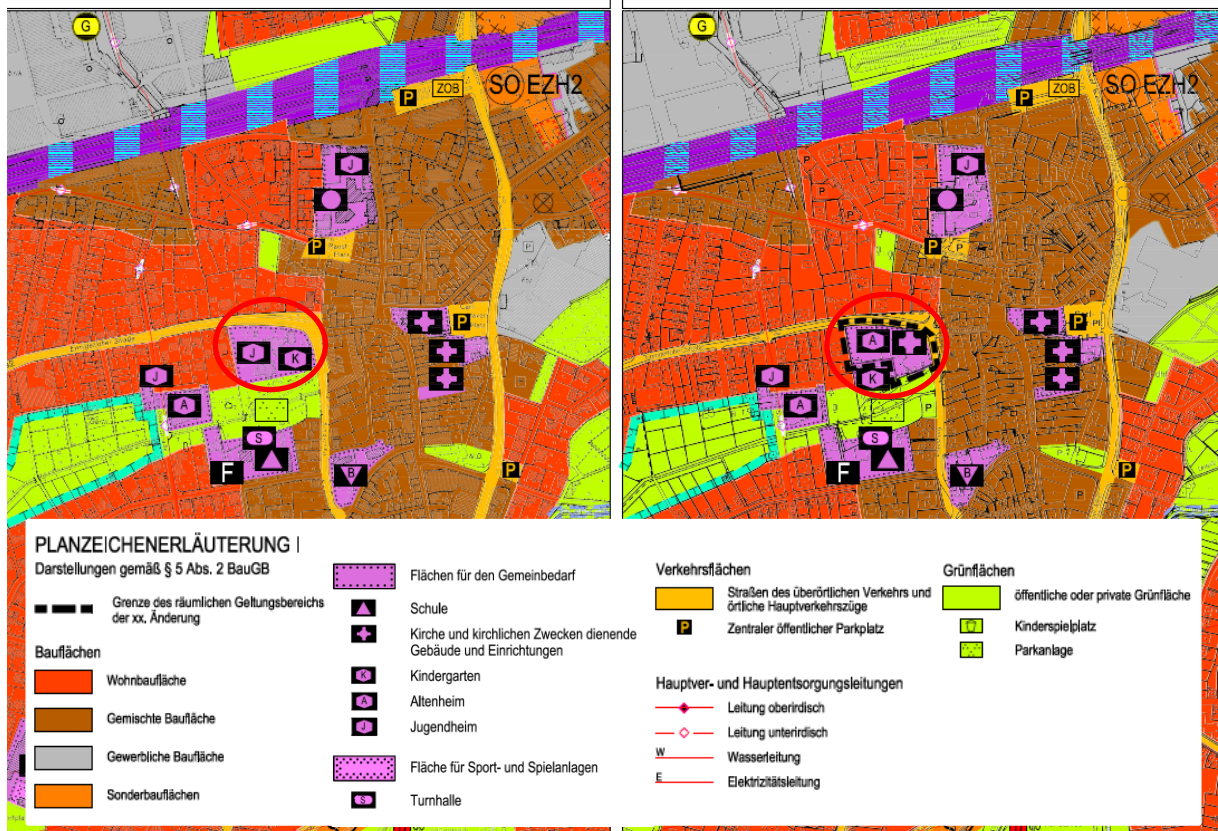 G
P
ZOB
SO EZH2
J
P
P
J
K
J
A
S
F
B
P
G
P
ZOB
SO EZH2
J
P
P
P
P
A
K
J
A
P
S
F
B
P
PLANZEICHENERLÄUTERUNG I
Darstellungen gemäß § 5 Abs. 2 BauGB
Grenze des räumlichen Geltungsbereichs
der xx. Änderung
Bauflächen
Wohnbaufläche
Gemischte Baufläche
Gewerbliche Baufläche
Sonderbauflächen
Flächen für den Gemeinbedarf
Schule
Kirche und kirchlichen Zwecken dienende
Gebäude und Einrichtungen
K
Kindergarten
A
Altenheim
J
Jugendheim
Fläche für Sport- und Spielanlagen
S
Turnhalle
Verkehrsflächen
Straßen des überörtlichen Verkehrs und
örtliche Hauptverkehrszüge
P
Zentraler öffentlicher Parkplatz
Hauptver- und Hauptentsorgungsleitungen
Leitung oberirdisch
Leitung unterirdisch
W
Wasserleitung
E
Elektrizitätsleitung
Grünflächen
öffentliche oder private Grünfläche
Kinderspielplatz
Parkanlage